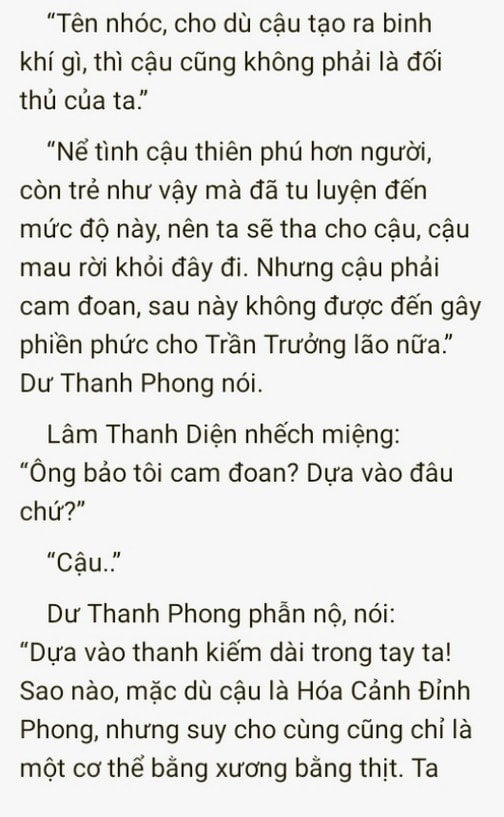 “Tên nhóc, cho dù cậu tạo ra binh
khí gì, thì cậu cũng không phải là đối
thủ của ta.”
“Nể tình cậu thiên phú hơn người,
còn trẻ như vậy mà đã tu luyện đến
mức độ này, nên ta sẽ tha cho cậu, cậu
mau rời khỏi đây đi. Nhưng cậu phải
cam đoan, sau này không được đến gây
phiền phức cho Trần Trưởng lão nữa.”
Dư Thanh Phong nói.
Lâm Thanh Diện nhếch miệng:
“Ông bảo tôi cam đoan? Dựa vào đâu
chứ?”
“Cậu..”
Dư Thanh Phong phẫn nộ, nói:
“Dựa vào thanh kiếm dài trong tay ta!
Sao nào, mặc dù cậu là Hóa Cảnh Đỉnh
Phong, nhưng suy cho cùng cũng chỉ là
một cơ thể bằng xương bằng thịt. Ta